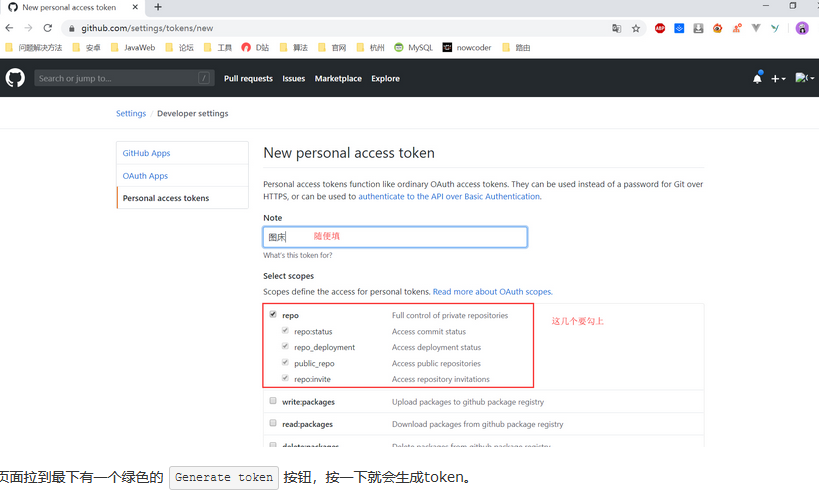 New personal access token
github.com/settings/tokens/new
问题解决方法 安卓 JavaWeb 论坛 工具 D站 算法 官网 杭州 MySQL nowcoder 路由
Search or jump to... / Pull requests Issues Marketplace Explore
Settings / Developer settings
GitHub Apps
OAuth Apps
Personal access tokens
New personal access token
Personal access tokens function like ordinary OAuth access tokens. They can be used instead of a password for Git over
HTTPS, or can be used to authenticate to the API over Basic Authentication.
Note
图床 随便填
What's this token for?
Select scopes
Scopes define the access for personal tokens. Read more about OAuth scopes.
repo Full control of private repositories 这几个要勾上
repo:status Access commit status
repo_deployment Access deployment status
public_repo Access public repositories
repo:invite Access repository invitations
write:packages Upload packages to github package registry
read:packages Download packages from github package registry
delete:packages Delete packages from github package registry
页面拉到最下有一个绿色的 Generate token 按钮，按一下就会生成token。